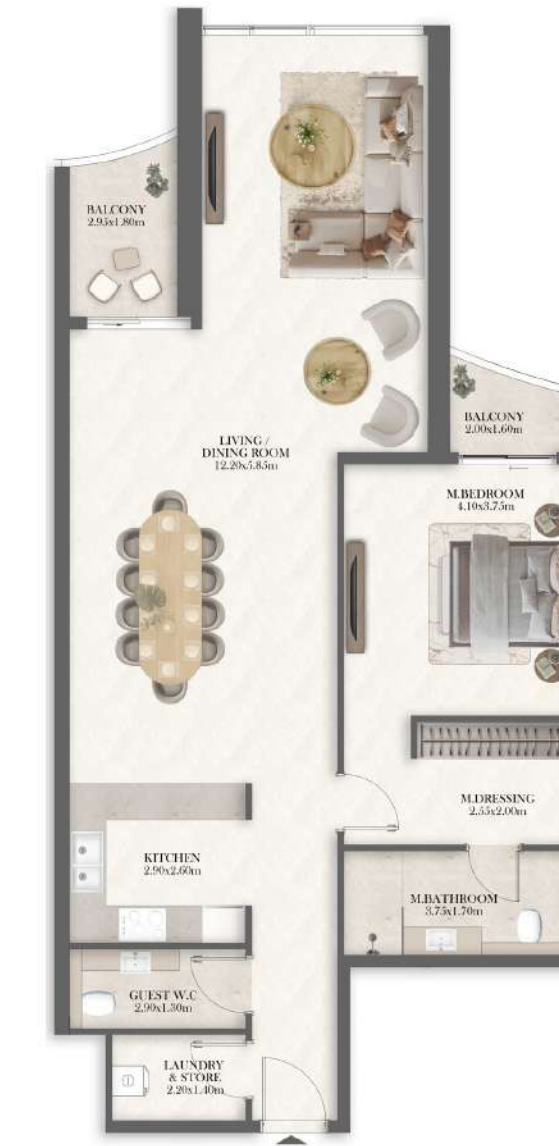 BALCONY
2.95x1.80m
LIVING /
DINING ROOM
12.20x5.85m
BALCONY
2.00x1.60m
M.BEDROOM
4.10x3.75m
M.DRESSING
2.55x2.00m
KITCHEN
2.90x2.60m
M.BATHROOM
3.75x1.70m
GUEST W.C
2.90x1.30m
LAUNDRY
& STORE
2.20x1.40m